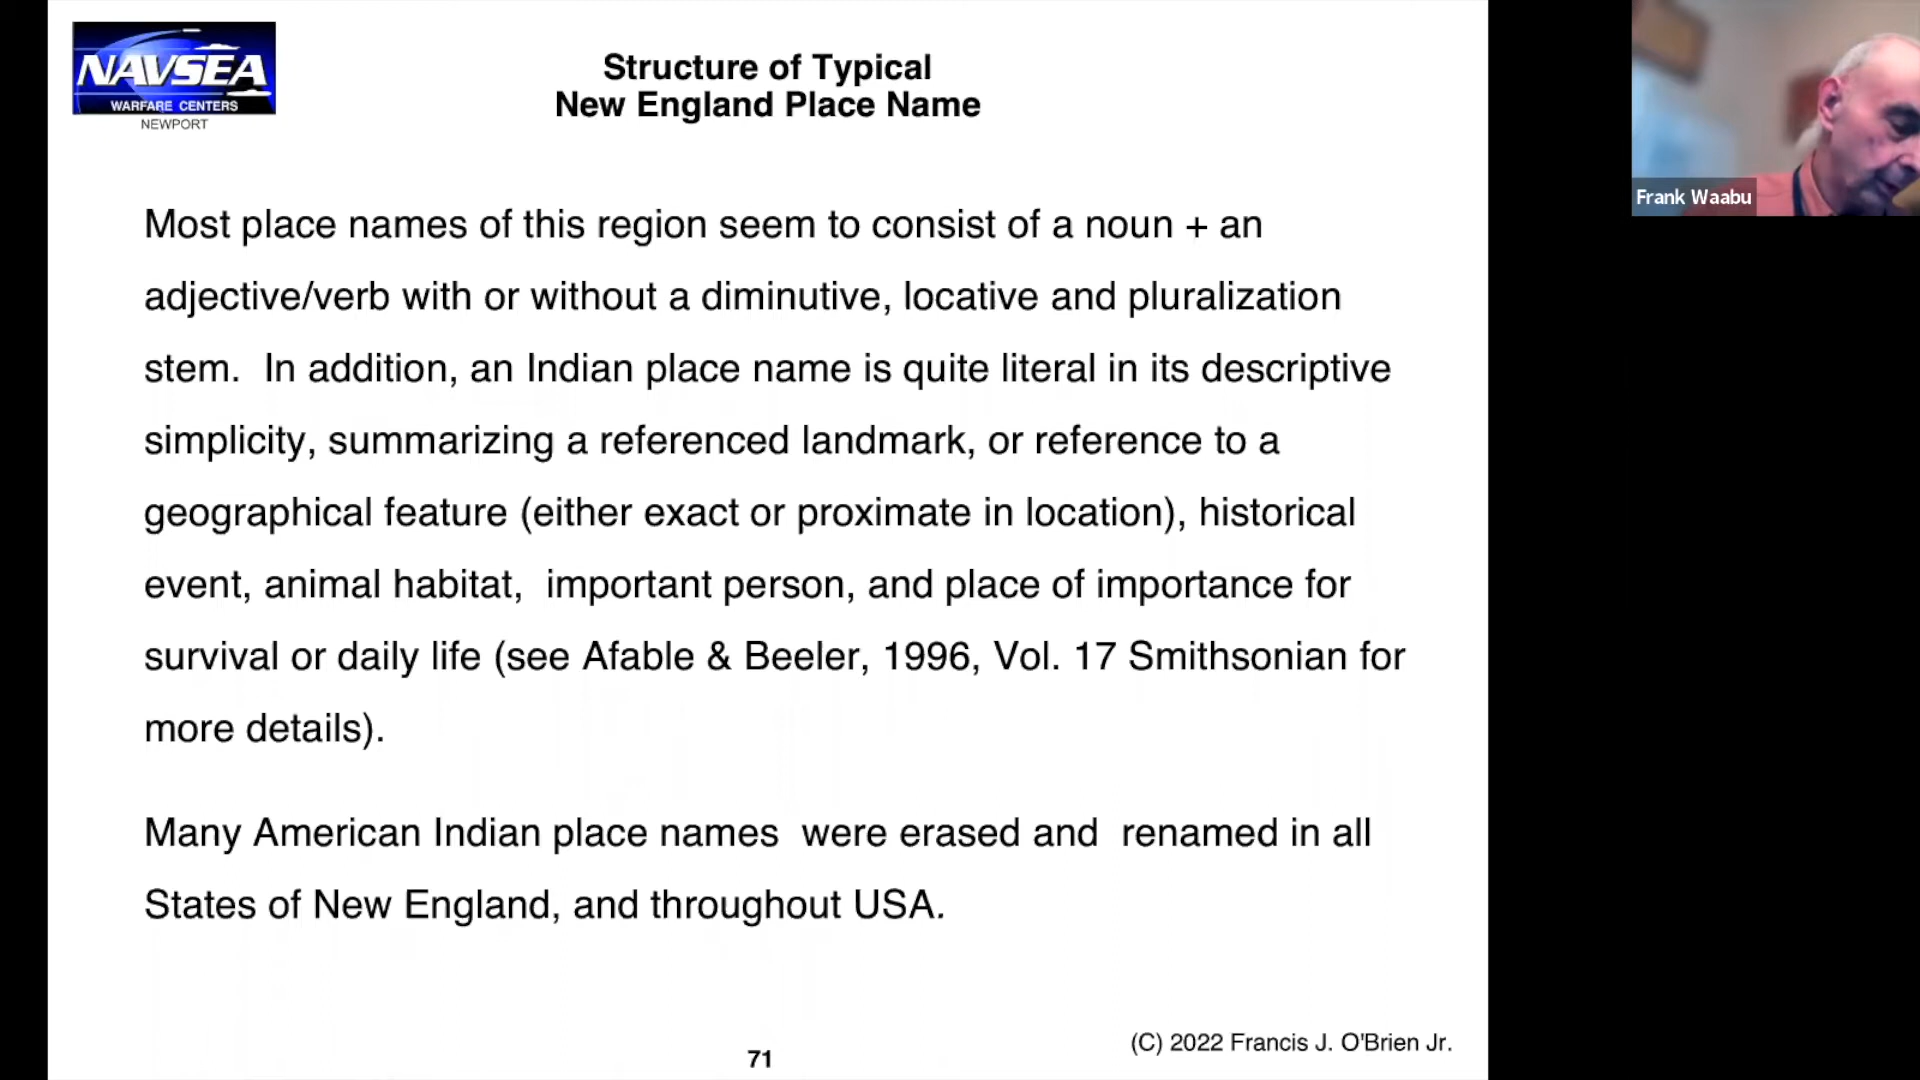 NAVSEA
WARFARE CENTERS
NEWPORT
Structure of Typical
New England Place Name
Most place names of this region seem to consist of a noun + an
adjective/verb with or without a diminutive, locative and pluralization
stem.  In addition, an Indian place name is quite literal in its descriptive
simplicity, summarizing a referenced landmark, or reference to a
geographical feature (either exact or proximate in location), historical
event, animal habitat,  important person, and place of importance for
survival or daily life (see Afable & Beeler, 1996, Vol. 17 Smithsonian for
more details).
Many American Indian place names  were erased and  renamed in all
States of New England, and throughout USA.
71
(C) 2022 Francis J. O'Brien Jr.
Frank Waabu